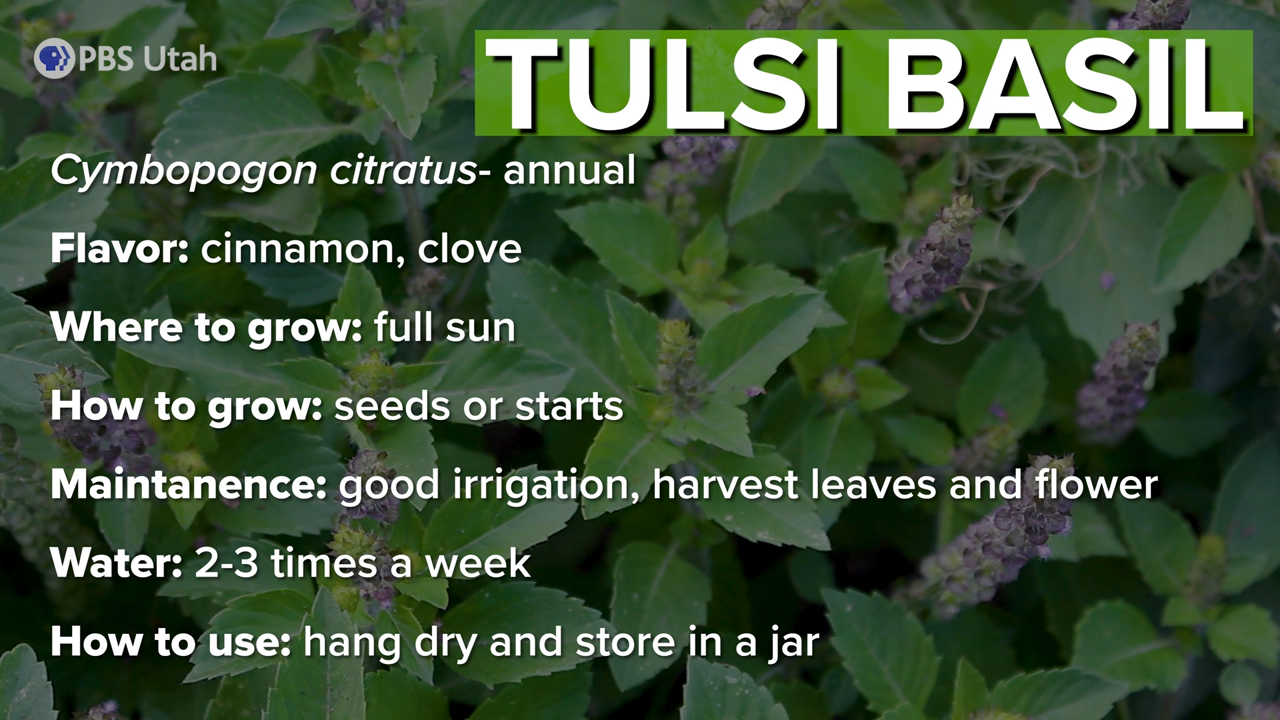 PBS Utah
TULSI BASIL
Cymbopogon citratus- annual
Flavor: cinnamon, clove
Where to grow: full sun
How to grow: seeds or starts
Maintanence: good irrigation, harvest leaves and flower
Water: 2-3 times a week
How to use: hang dry and store in a jar